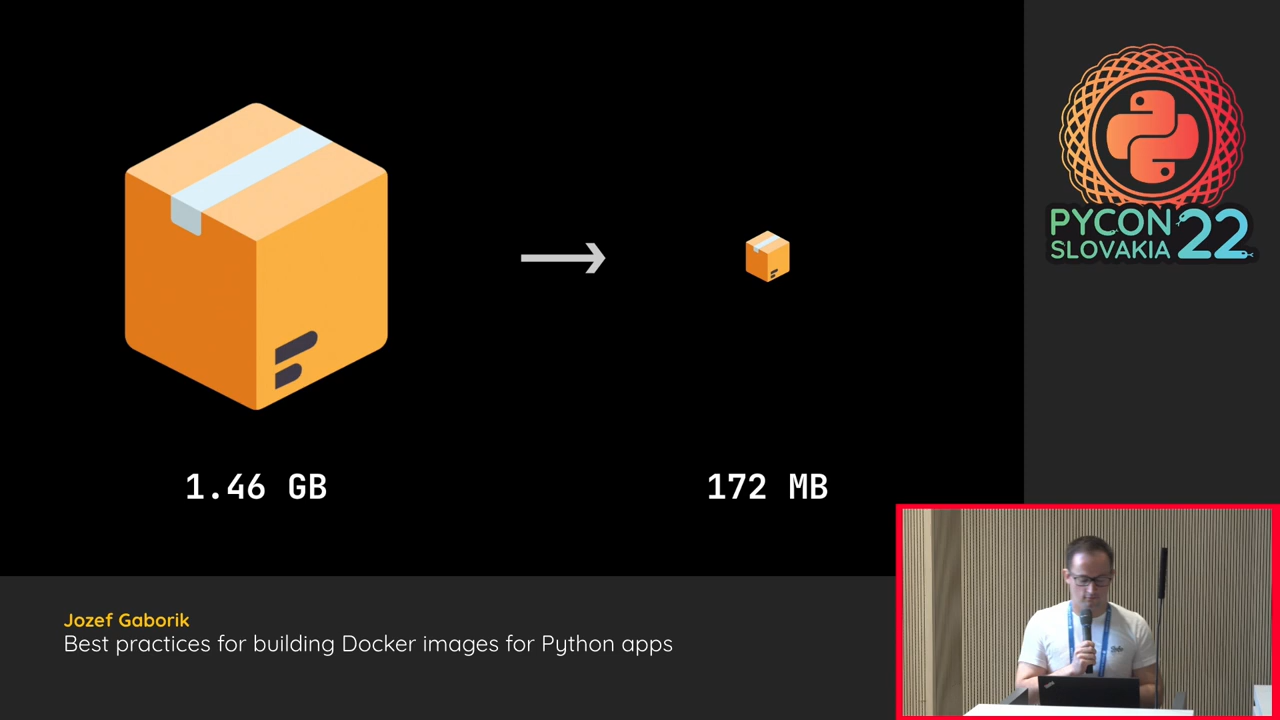 1.46 GB
172 MB
PYCON
SLOVAKIA
22
Jozef Gaborik
Best practices for building Docker images for Python apps